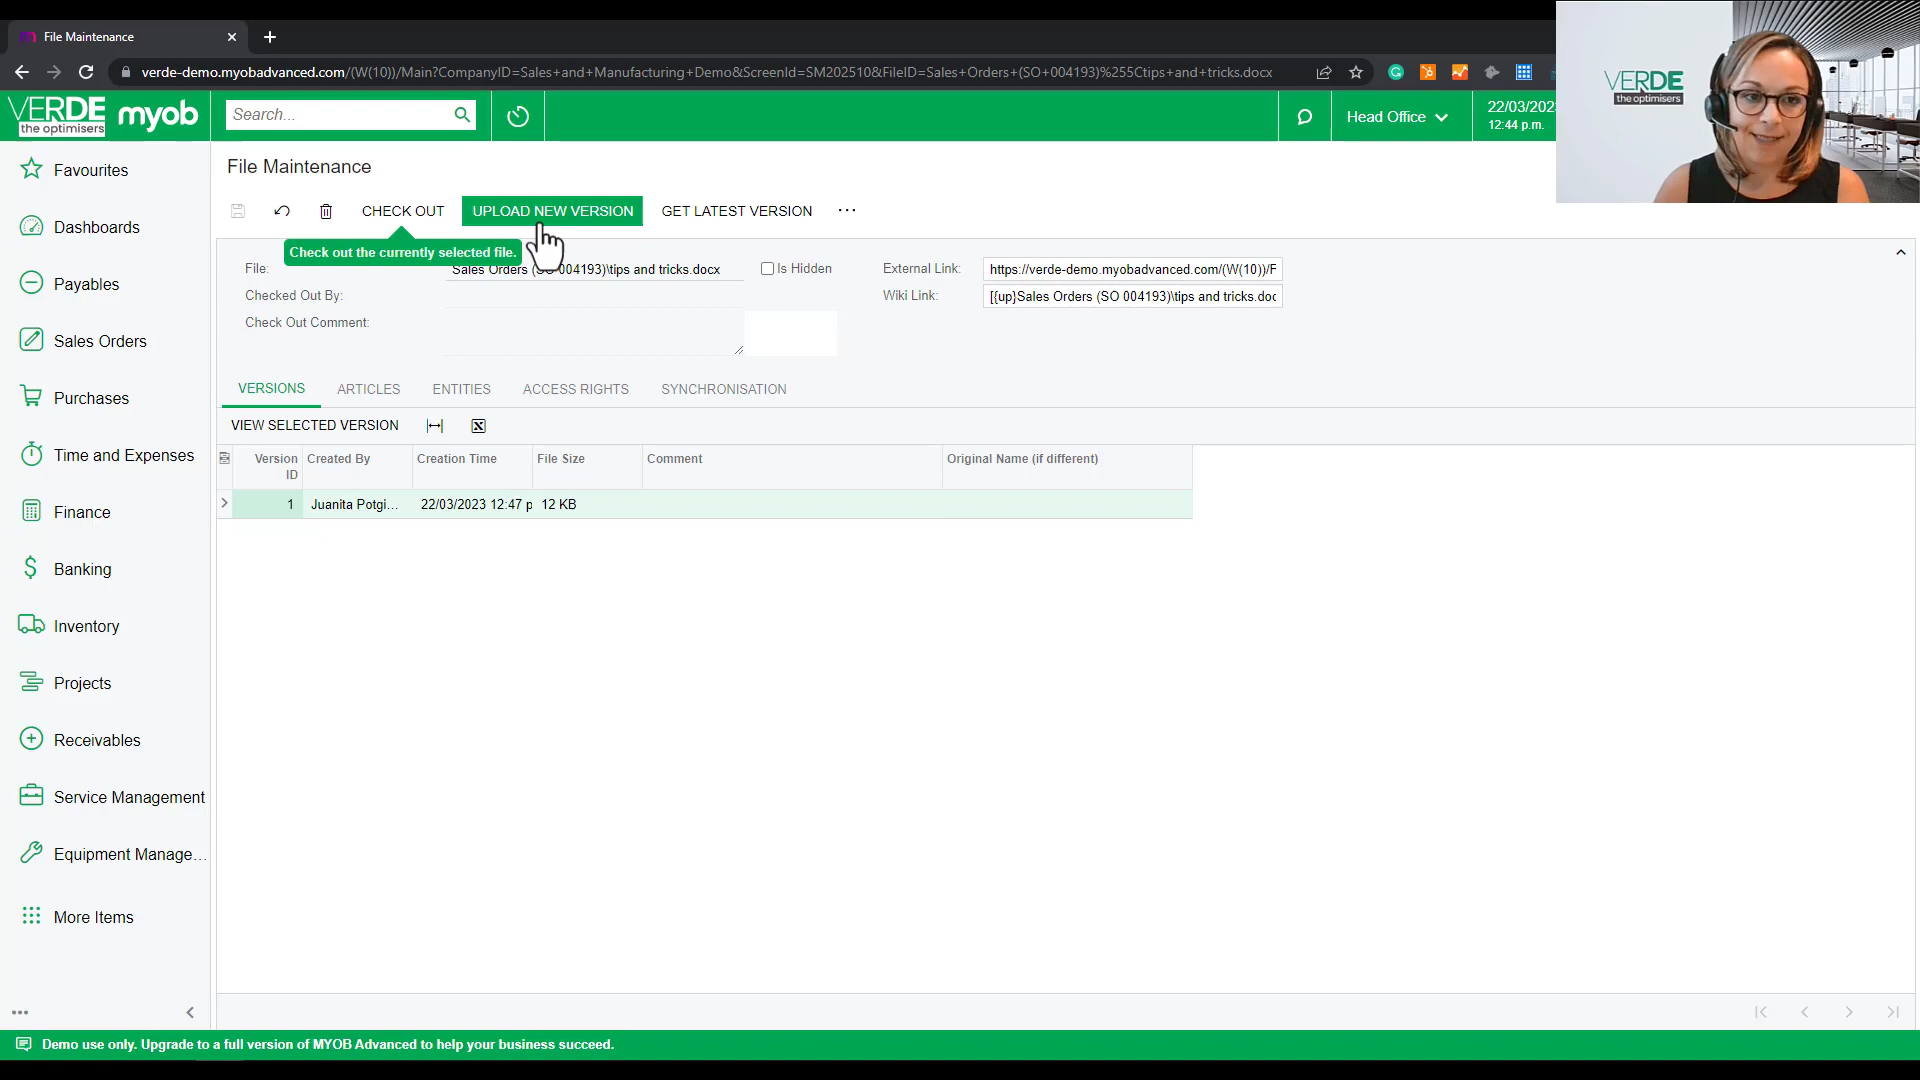 File Maintenance
verde-demo.myobadvanced.com/(W(10))/Main?CompanyID=Sales+and+Manufacturing+Demo&ScreenId=SM202510&FileID=Sales+Orders+(SO+004193)%255Ctips+and+tricks.docx
VERDE
the optimisers
myob
Search...
Head Office
22/03/202
12:44 p.m.
VERDE
the optimisers
Favourites
Dashboards
Payables
Sales Orders
Purchases
Time and Expenses
Finance
Banking
Inventory
Projects
Receivables
Service Management
Equipment Manage...
More Items
File Maintenance
CHECK OUT
UPLOAD NEW VERSION
GET LATEST VERSION
Check out the currently selected file.
File:
Sales Orders (SO 004193)\tips and tricks.docx
Is Hidden
External Link:
https://verde-demo.myobadvanced.com/(W(10))/F
Checked Out By:
Wiki Link:
[{up}Sales Orders (SO 004193)\tips and tricks.doc
Check Out Comment:
VERSIONS
ARTICLES
ENTITIES
ACCESS RIGHTS
SYNCHRONISATION
VIEW SELECTED VERSION
Version ID
Created By
Creation Time
File Size
Comment
Original Name (if different)
1
Juanita Potgi...
22/03/2023 12:47 p
12 KB
Demo use only. Upgrade to a full version of MYOB Advanced to help your business succeed.